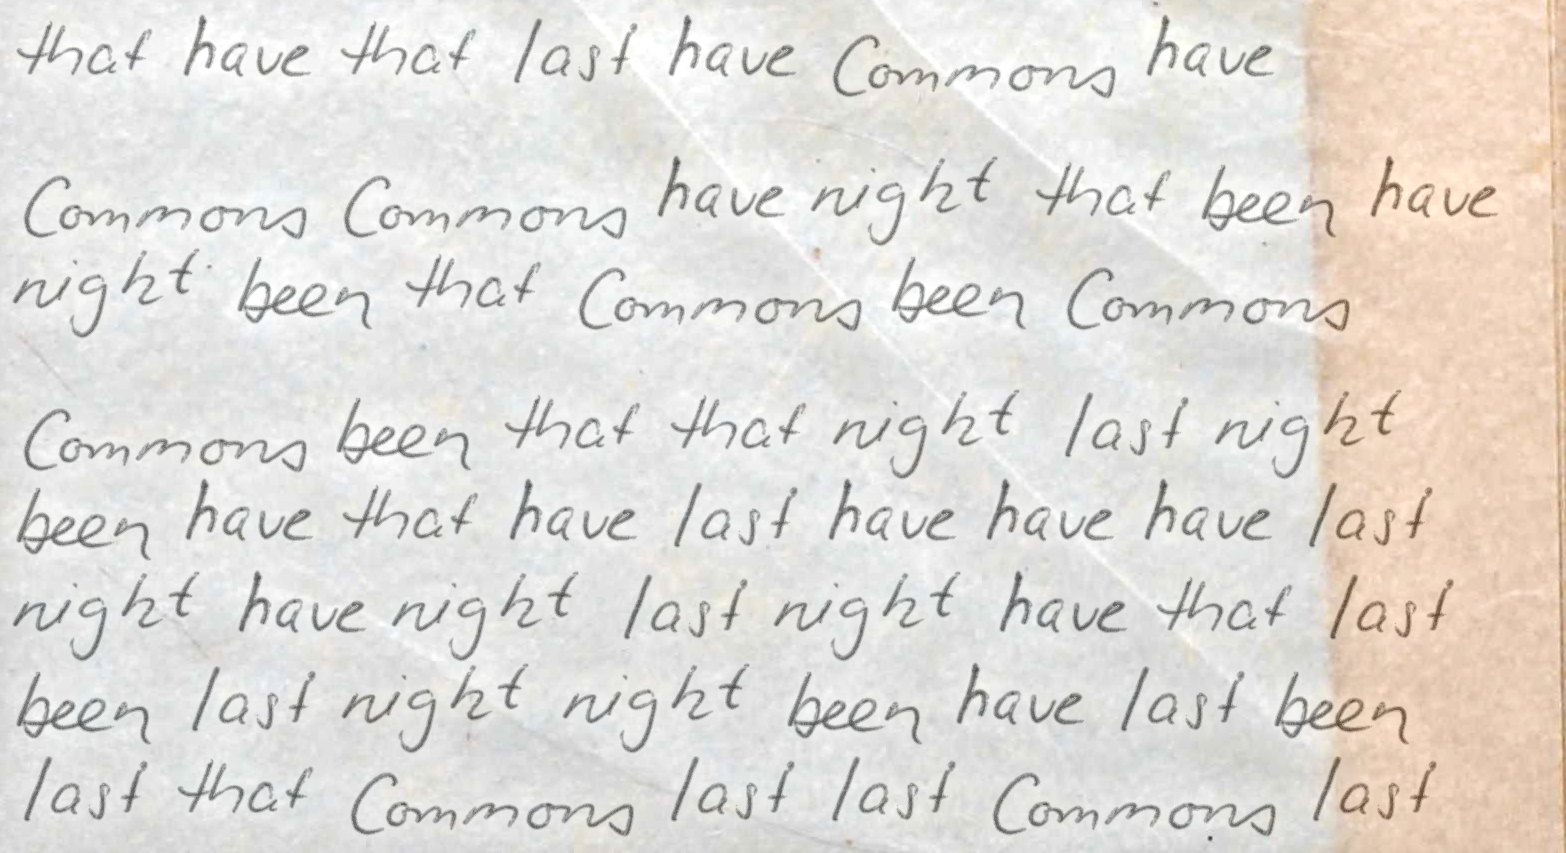 that have that last have Commons have
Commons Commons have night that been have
night been that Commons been Commons
Commons been that that night last night
been have that have last have have have last
night have night last night have that last
been last night night been have last been
last that Commons last last Commons last